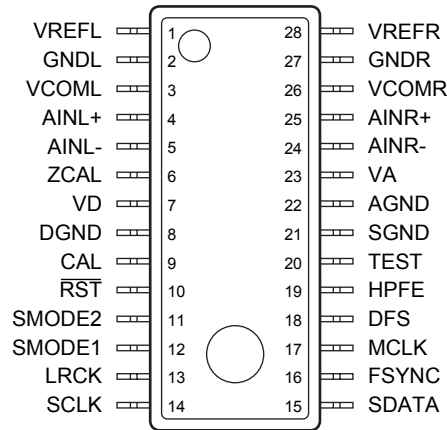 VREFL 1 28 VREFR
GNDL 2 27 GNDR
VCOML 3 26 VCOMR
AINL+ 4 25 AINR+
AINL- 5 24 AINR-
ZCAL 6 23 VA
VD 7 22 AGND
DGND 8 21 SGND
CAL 9 20 TEST
R̅S̅T̅ 10 19 HPFE
SMODE2 11 18 DFS
SMODE1 12 17 MCLK
LRCK 13 16 FSYNC
SCLK 14 15 SDATA